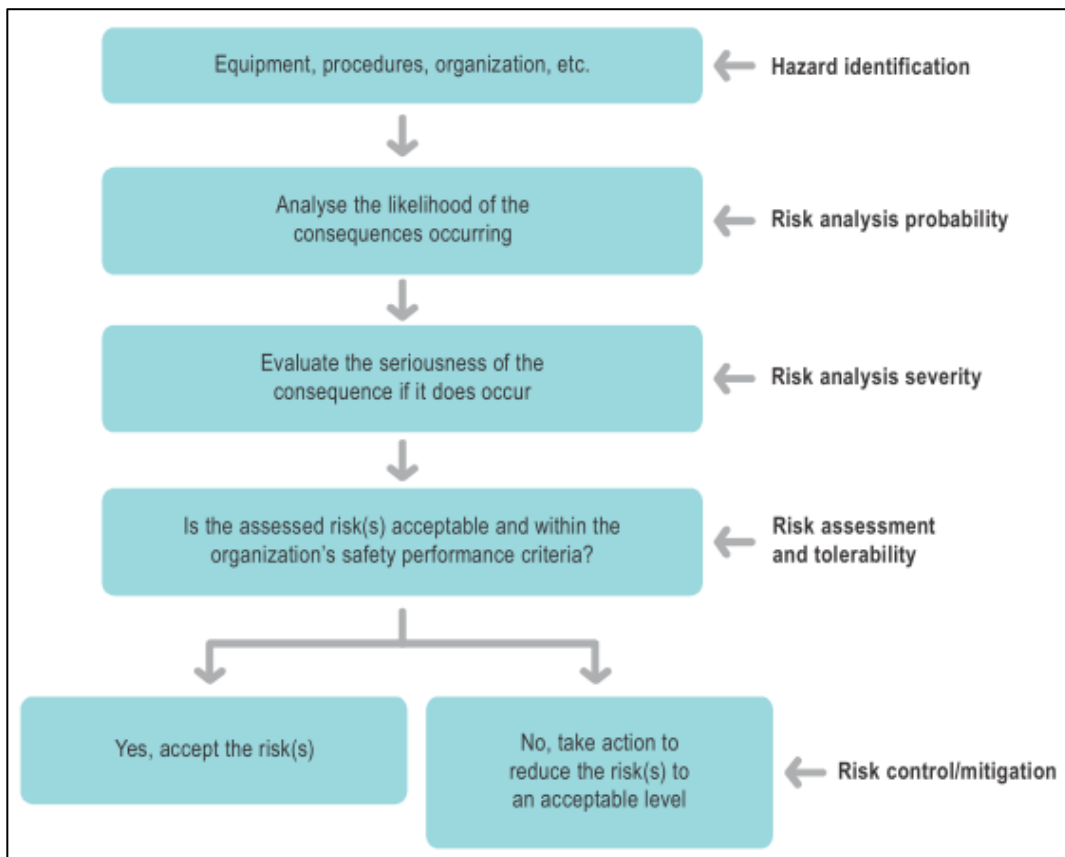 Equipment, procedures, organization, etc.
Hazard identification
Analyse the likelihood of the
consequences occurring
Risk analysis probability
Evaluate the seriousness of the
consequence if it does occur
Risk analysis severity
Is the assessed risk(s) acceptable and within the
organization's safety performance criteria?
Risk assessment
and tolerability
Yes, accept the risk(s)
No, take action to
reduce the risk(s) to
an acceptable level
Risk control/mitigation